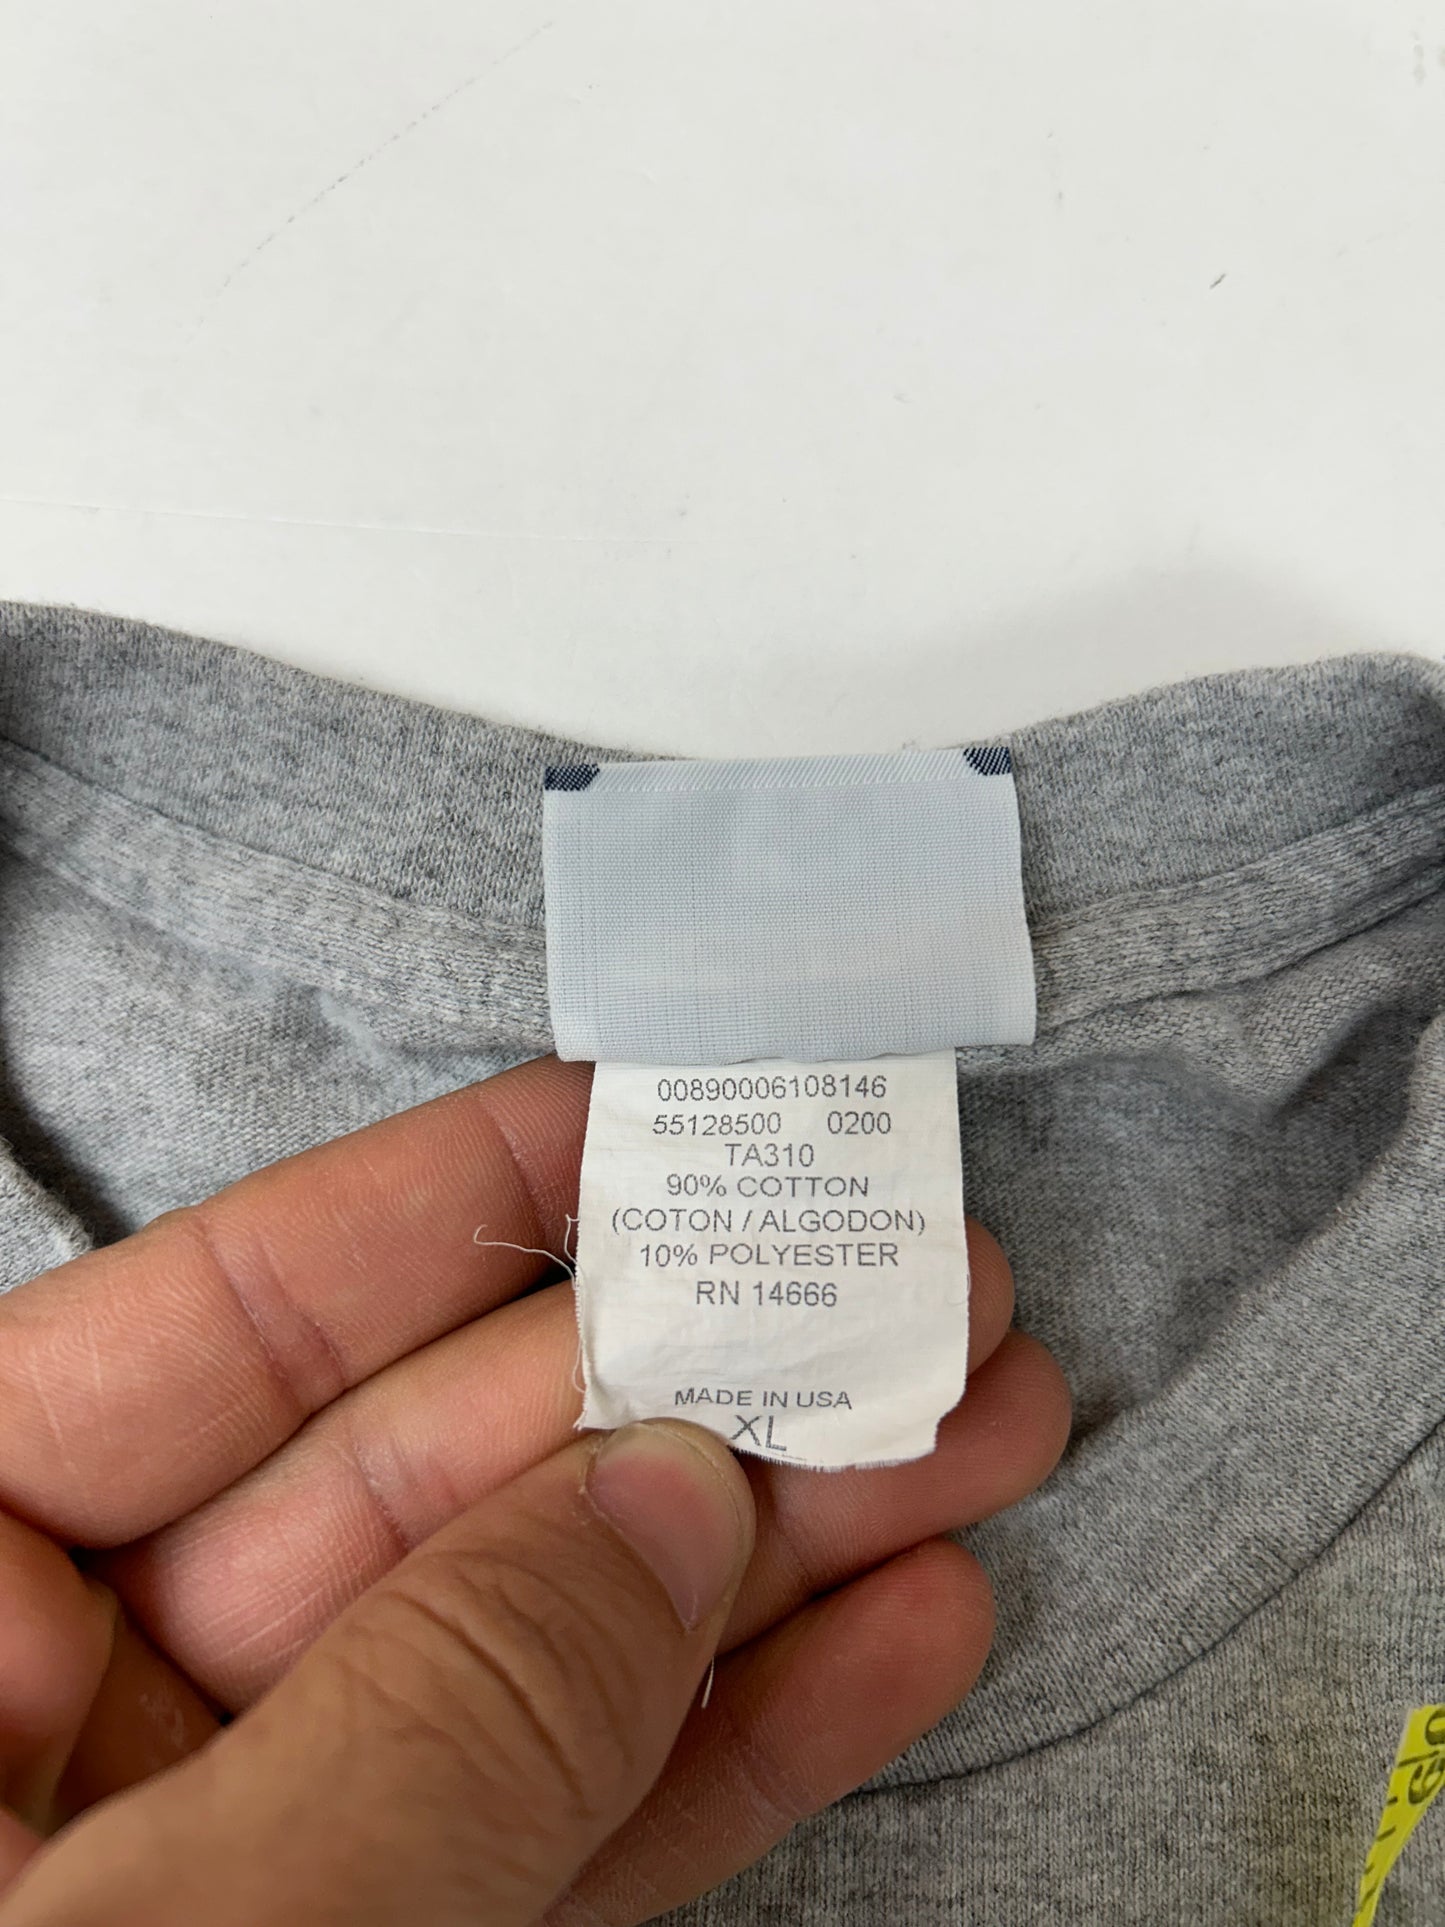 00890006108146
55128500 0200
TA310
90% COTTON
(COTON / ALGODON)
10% POLYESTER
RN 14666
MADE IN USA
XL